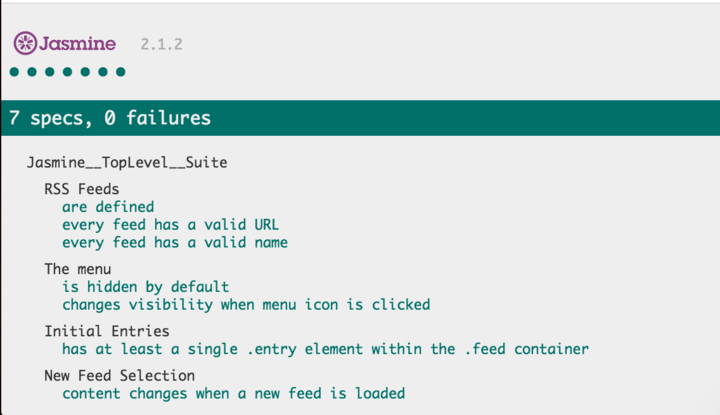 Jasmine 2.1.2
7 specs, 0 failures
Jasmine__TopLevel__Suite
RSS Feeds
are defined
every feed has a valid URL
every feed has a valid name
The menu
is hidden by default
changes visibility when menu icon is clicked
Initial Entries
has at least a single .entry element within the .feed container
New Feed Selection
content changes when a new feed is loaded